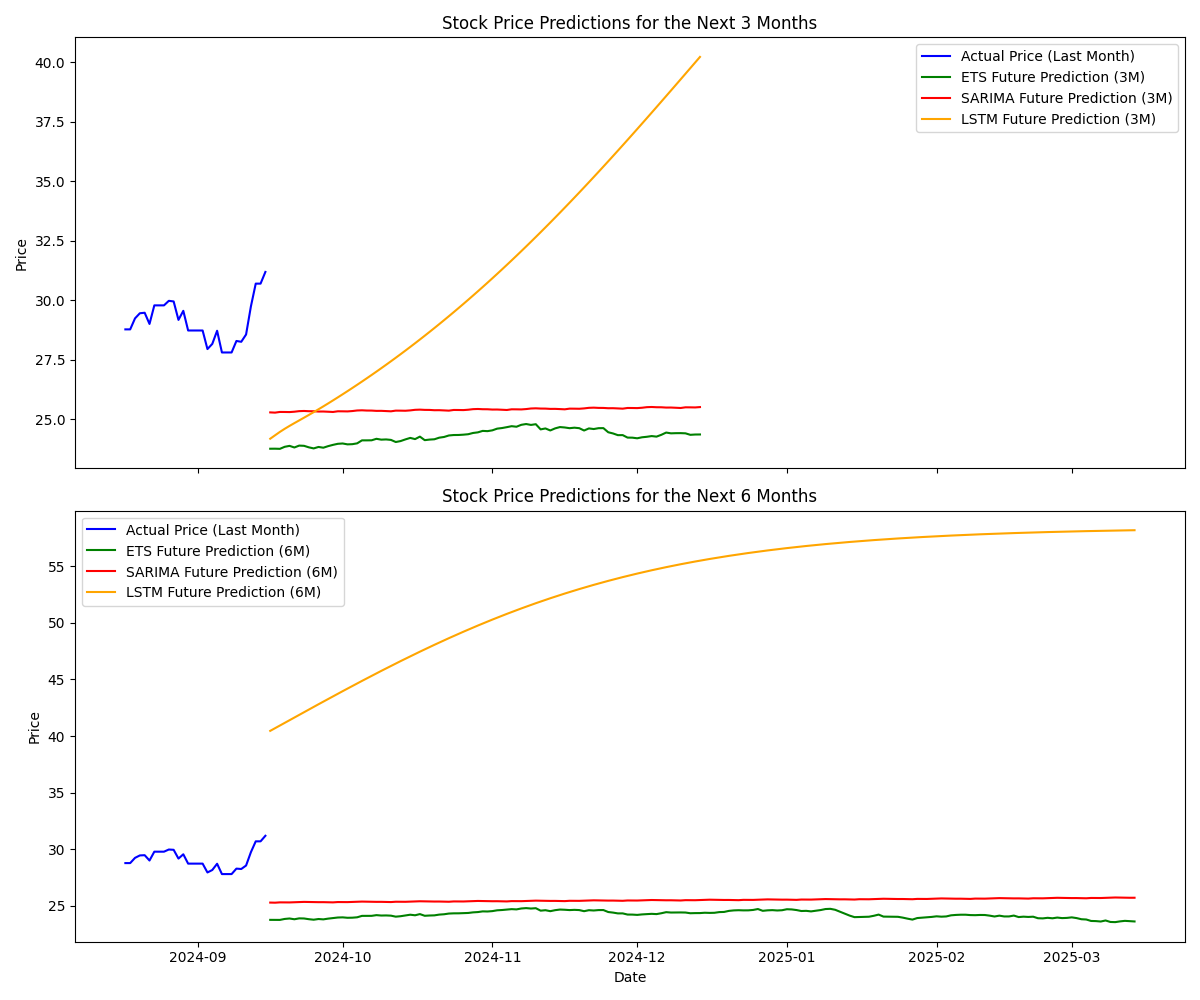 Stock Price Predictions for the Next 3 Months
Actual Price (Last Month)
ETS Future Prediction (3M)
SARIMA Future Prediction (3M)
LSTM Future Prediction (3M)
Price
40.0
37.5
35.0
32.5
30.0
27.5
25.0
Stock Price Predictions for the Next 6 Months
Actual Price (Last Month)
ETS Future Prediction (6M)
SARIMA Future Prediction (6M)
LSTM Future Prediction (6M)
Price
55
50
45
40
35
30
25
2024-09 2024-10 2024-11 2024-12 2025-01 2025-02 2025-03
Date